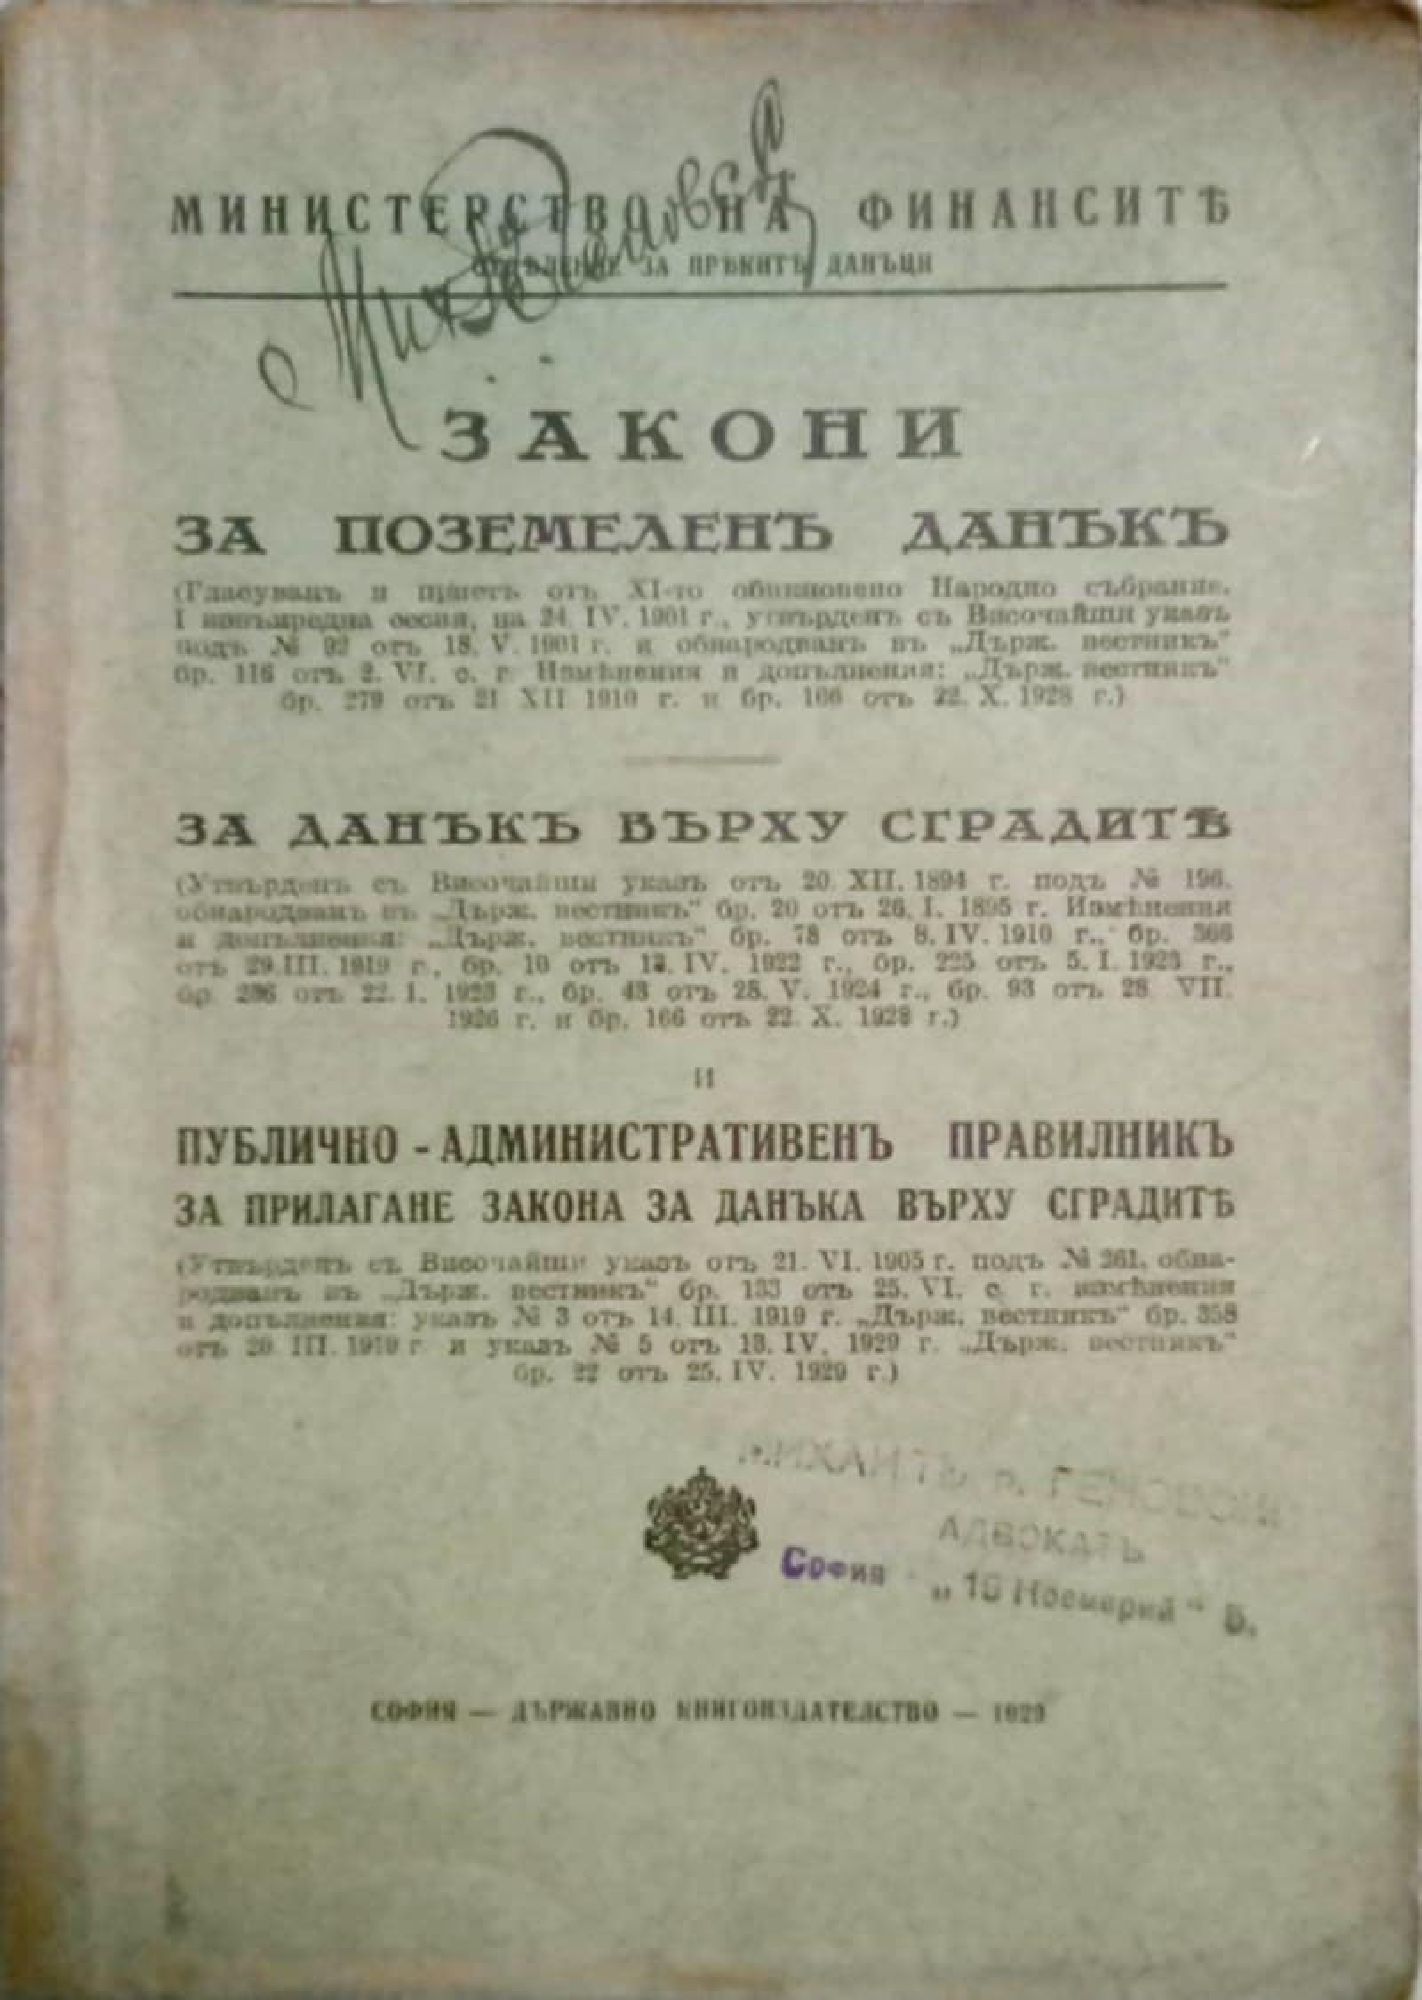 МИНИСТЕРСТВО НА ФИНАНСИТѢ
ОТДѢЛЕНИЕ ЗА ПРѢКИТѢ ДАНЪЦИ
ЗАКОНИ
ЗА ПОЗЕМЕЛЕНЪ ДАНЪКЪ
(Гласуванъ и приетъ отъ XI-то обикновено Народно събрание,
I извънредна сесия, на 24. IV. 1901 г., утвърденъ съ Височайши указъ
подъ № 92 отъ 18. V. 1901 г. и обнародванъ въ „Държ. вестникъ“
бр. 116 отъ 2. VI. с. г. Измѣнения и допълнения: „Държ. вестникъ“
бр. 279 отъ 21 XII 1910 г. и бр. 166 отъ 22. X. 1928 г.)
ЗА ДАНЪКЪ ВЪРХУ СГРАДИТѢ
(Утвърденъ съ Височайши указъ отъ 20. XII. 1894 г. подъ № 196,
обнародванъ въ „Държ. вестникъ“ бр. 20 отъ 26. I. 1895 г. Измѣнения
и допълнения: „Държ. вестникъ“ бр. 78 отъ 8. IV. 1910 г., бр.
отъ 29.III. 1919 г., бр. 10 отъ IV. 1922 г., бр. 225 отъ 5. I. 1923 г.,
бр. 236 отъ 22. I. 1923 г., бр. 43 отъ 28. V. 1924 г., бр. 93 отъ 28 VII.
1926 г. и бр. 166 отъ 22. X. 1928 г.)
И
ПУБЛИЧНО - АДМИНИСТРАТИВЕНЪ ПРАВИЛНИКЪ
ЗА ПРИЛАГАНЕ ЗАКОНА ЗА ДАНЪКА ВЪРХУ СГРАДИТѢ
(Утвърденъ съ Височайши указъ отъ 21. VI. 1905 г. подъ № 261, обна-
родванъ въ „Държ. вестникъ“ бр. 133 отъ 25. VI. с. г. измѣнения
и допълнения: указъ № 3 отъ 14. III. 1919 г. „Държ. вестникъ“ бр. 358
отъ 20 III. 1919 г. и указъ № 5 отъ 13. IV. 1929 г. „Държ. вестникъ“
бр. 22 отъ 25. IV. 1929 г.)
МИХАИЛЪ п. ГЕНОВСКИ
АДВОКАТЪ
София - „ 10 Ноемврий “ 5.
СОФИЯ — ДЪРЖАВНО КНИГОИЗДАТЕЛСТВО — 1929